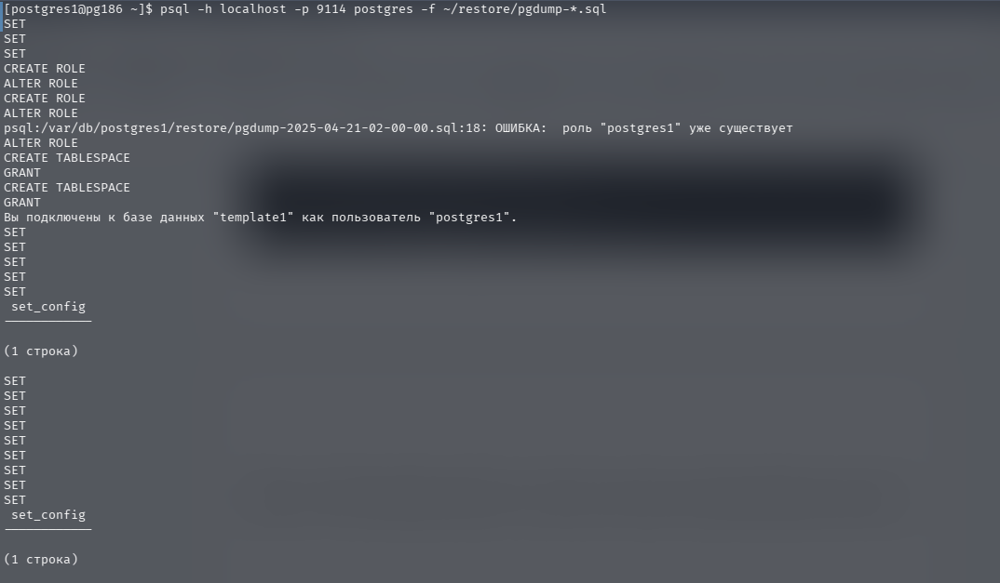 [postgres1@pg186 ~]$ psql -h localhost -p 9114 postgres -f ~/restore/pgdump-*.sql
SET
SET
SET
CREATE ROLE
ALTER ROLE
CREATE ROLE
ALTER ROLE
psql:/var/db/postgres1/restore/pgdump-2025-04-21-02-00-00.sql:18: ОШИБКА:  роль "postgres1" уже существует
ALTER ROLE
CREATE TABLESPACE
GRANT
CREATE TABLESPACE
GRANT
Вы подключены к базе данных "template1" как пользователь "postgres1".
SET
SET
SET
SET
SET
 set_config
------------
(1 строка)
SET
SET
SET
SET
SET
SET
SET
SET
SET
 set_config
------------
(1 строка)